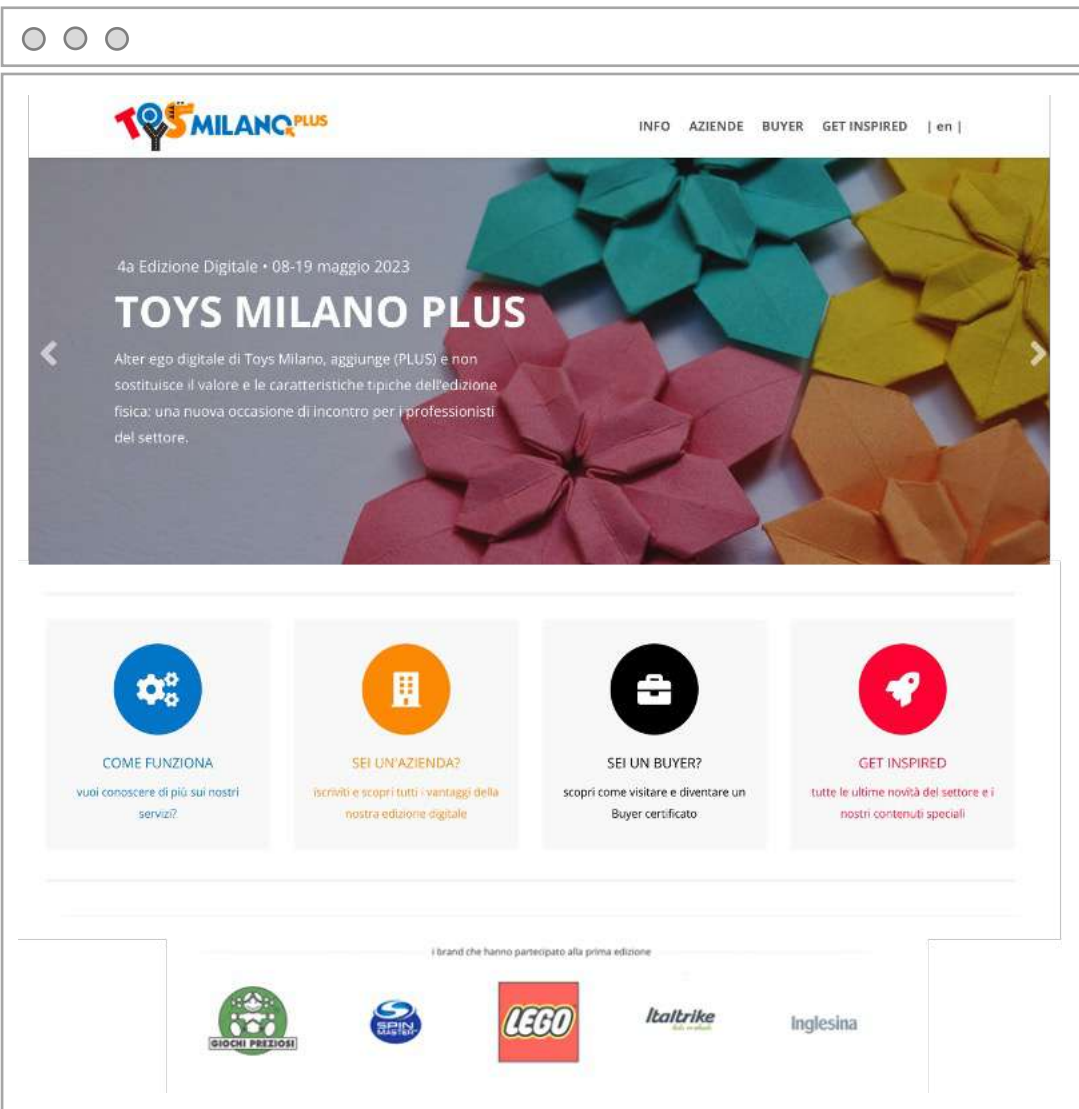 TOYS MILANO PLUS
INFO AZIENDE BUYER GET INSPIRED | en |
4a Edizione Digitale • 08-19 maggio 2023
TOYS MILANO PLUS
Alter ego digitale di Toys Milano, aggiunge (PLUS) e non
sostituisce il valore e le caratteristiche tipiche dell'edizione
fisica: una nuova occasione di incontro per i professionisti
del settore.
COME FUNZIONA
vuoi conoscere di più sui nostri
servizi?
SEI UN'AZIENDA?
iscriviti e scopri tutti i vantaggi della
nostra edizione digitale
SEI UN BUYER?
scopri come visitare e diventare un
Buyer certificato
GET INSPIRED
tutte le ultime novità del settore e i
nostri contenuti speciali
i brand che hanno partecipato alla prima edizione
GIOCHI PREZIOSI
SPIN
MASTER
LEGO
Italtrike
Inglesina